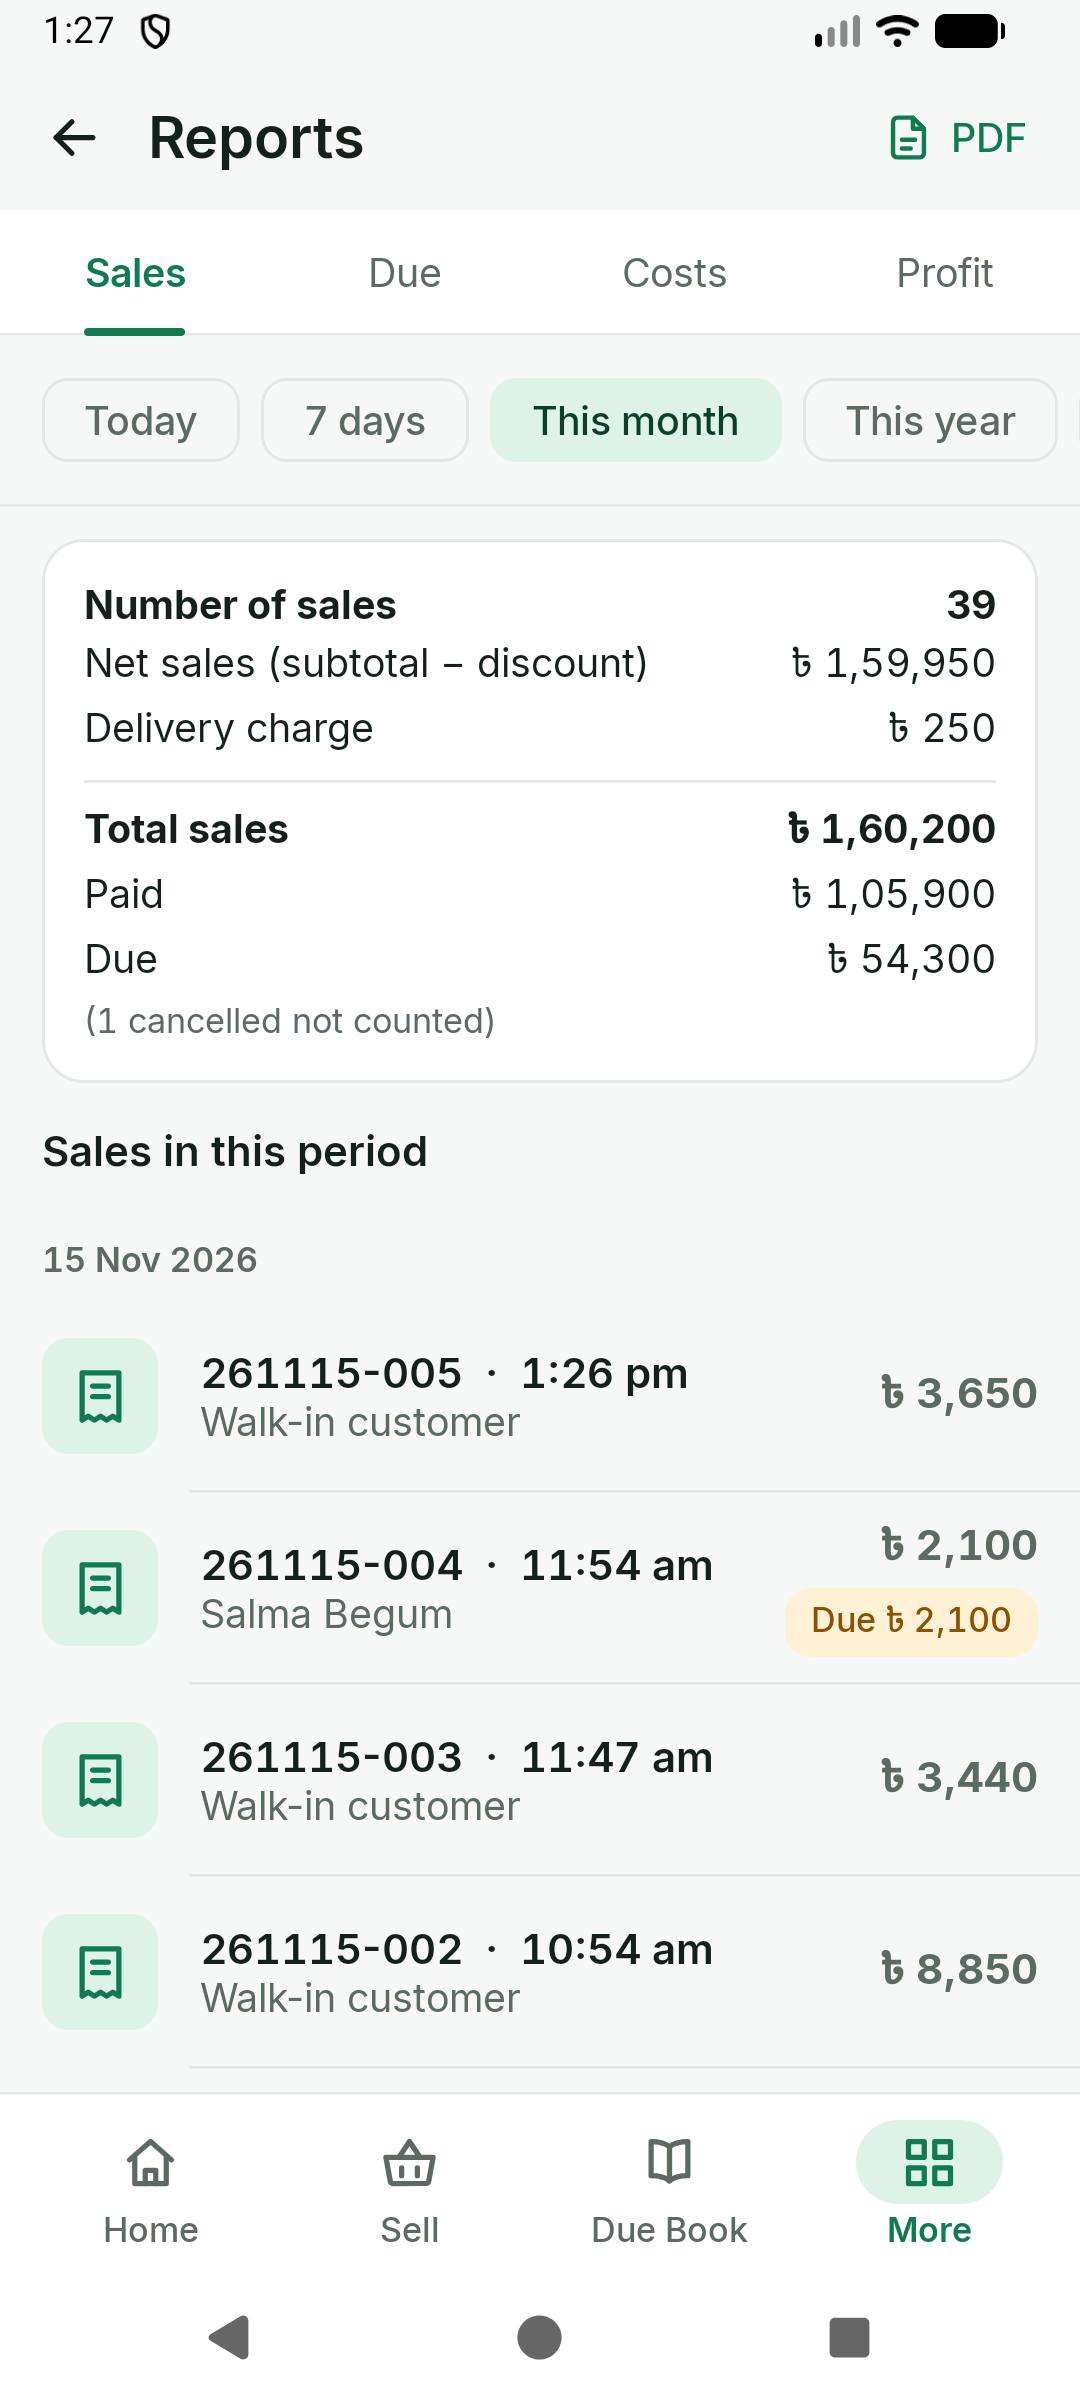 1:27
Reports
PDF
Sales Due Costs Profit
Today 7 days This month This year
Number of sales 39
Net sales (subtotal – discount) ৳ 1,59,950
Delivery charge ৳ 250
Total sales ৳ 1,60,200
Paid ৳ 1,05,900
Due ৳ 54,300
(1 cancelled not counted)
Sales in this period
15 Nov 2026
261115-005 · 1:26 pm
Walk-in customer
৳ 3,650
261115-004 · 11:54 am
Salma Begum
৳ 2,100
Due ৳ 2,100
261115-003 · 11:47 am
Walk-in customer
৳ 3,440
261115-002 · 10:54 am
Walk-in customer
৳ 8,850
Home Sell Due Book More